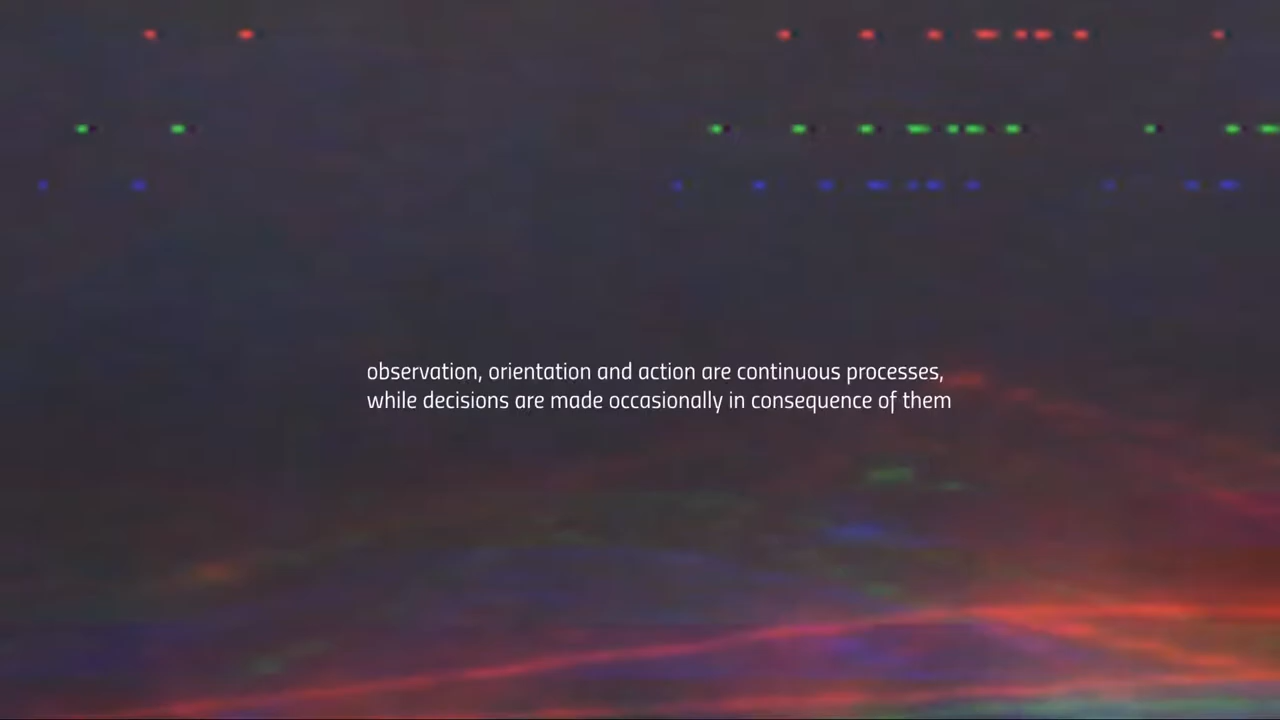 observation, orientation and action are continuous processes,
while decisions are made occasionally in consequence of them